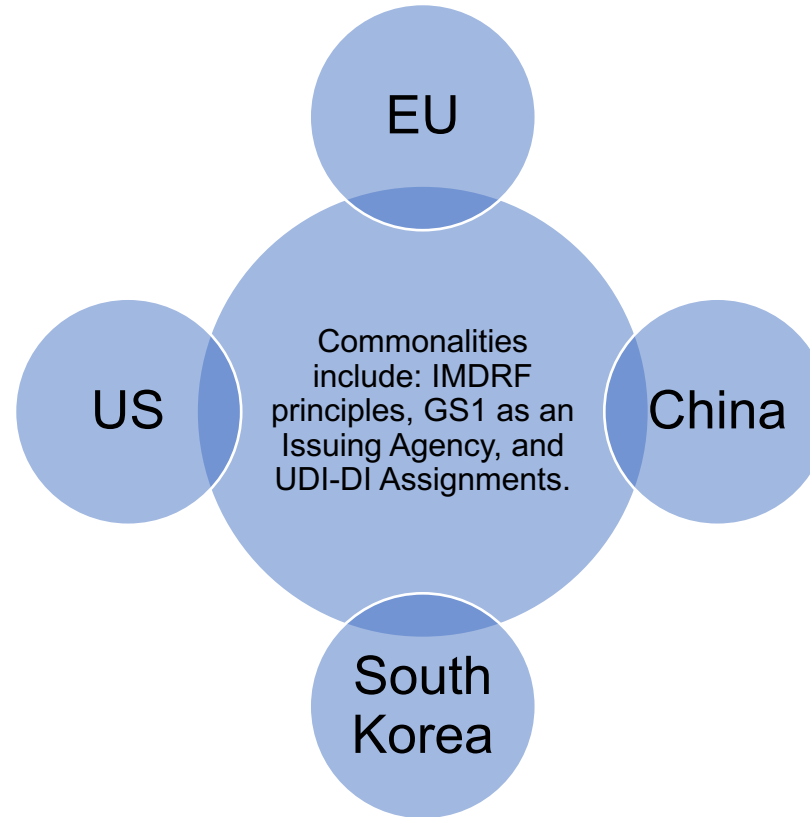 EU
US
Commonalities
include: IMDRF
principles, GS1 as an
Issuing Agency, and
UDI-DI Assignments.
China
South
Korea